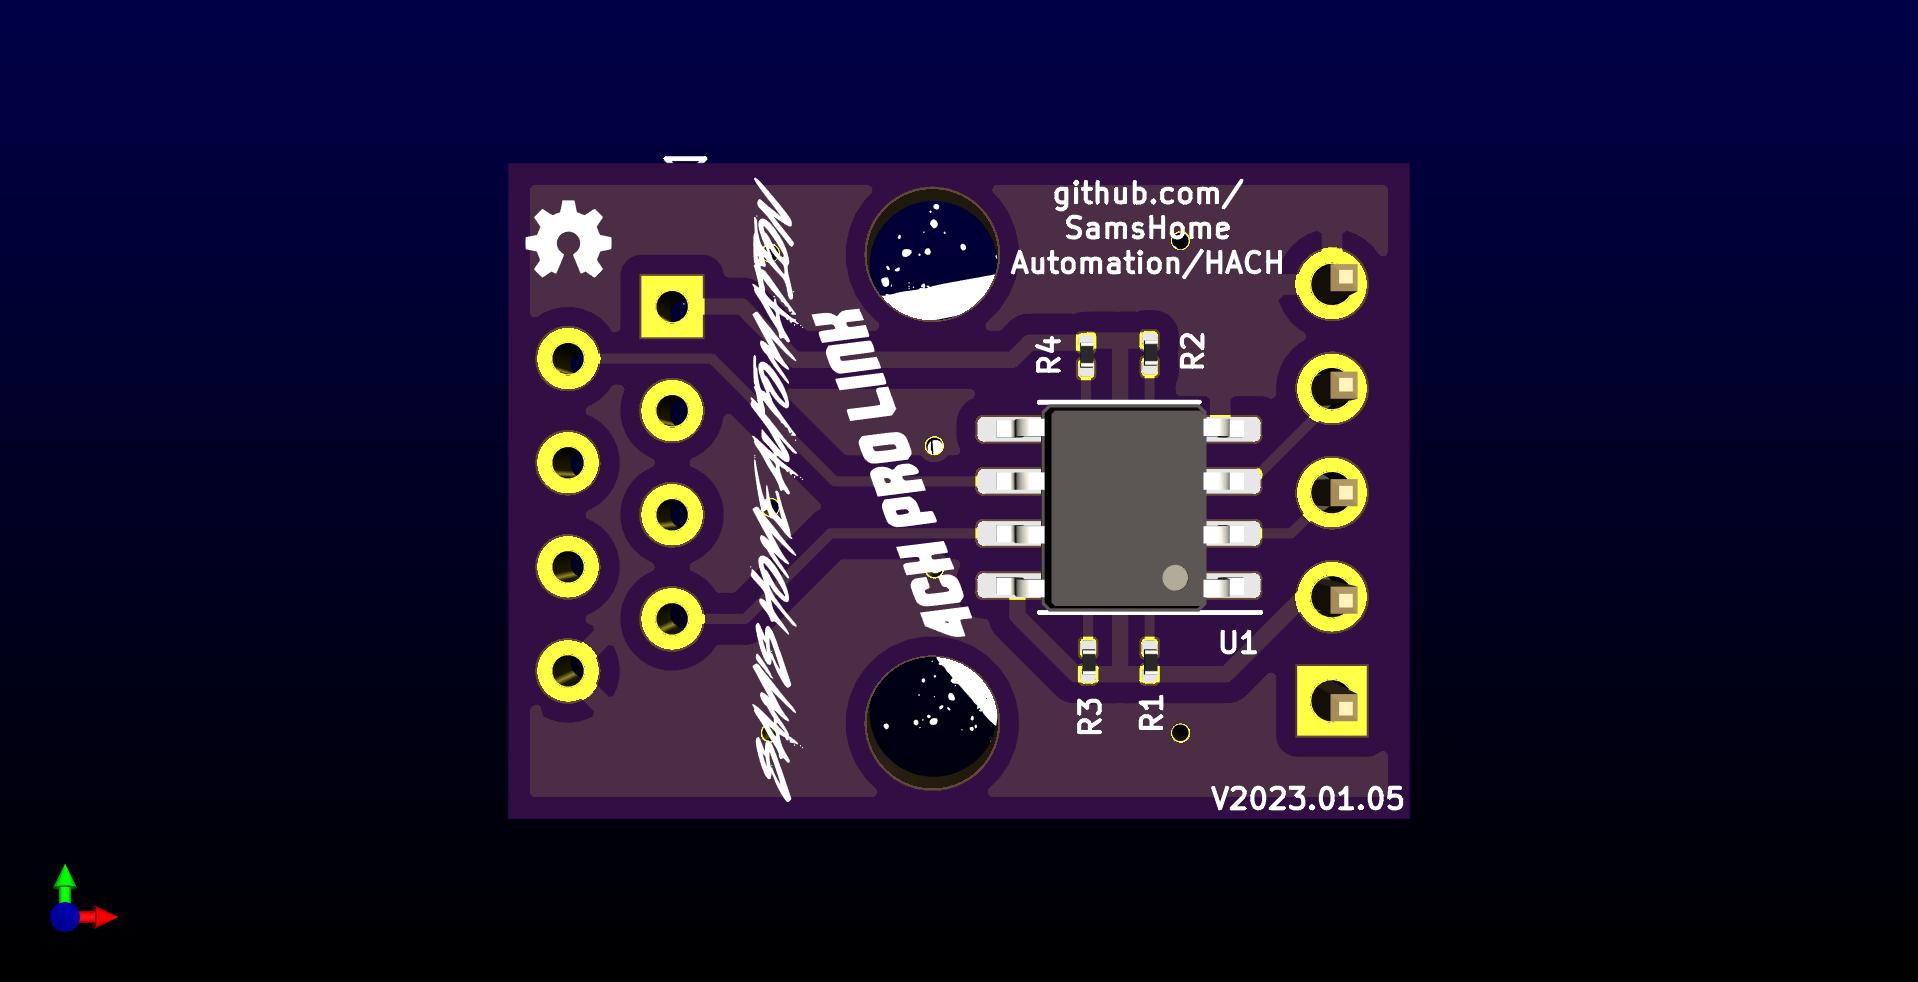 github.com/
SamsHome
Automation/HACH
SAM'S HOME AUTOMATION
4CH PRO LINK
R4
R2
U1
R3
R1
V2023.01.05